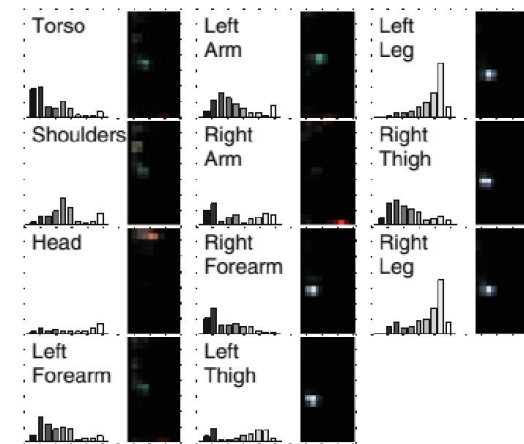 Torso
Left
Arm
Left
Leg
Shoulders
Right
Arm
Right
Thigh
Head
Right
Forearm
Right
Leg
Left
Forearm
Left
Thigh